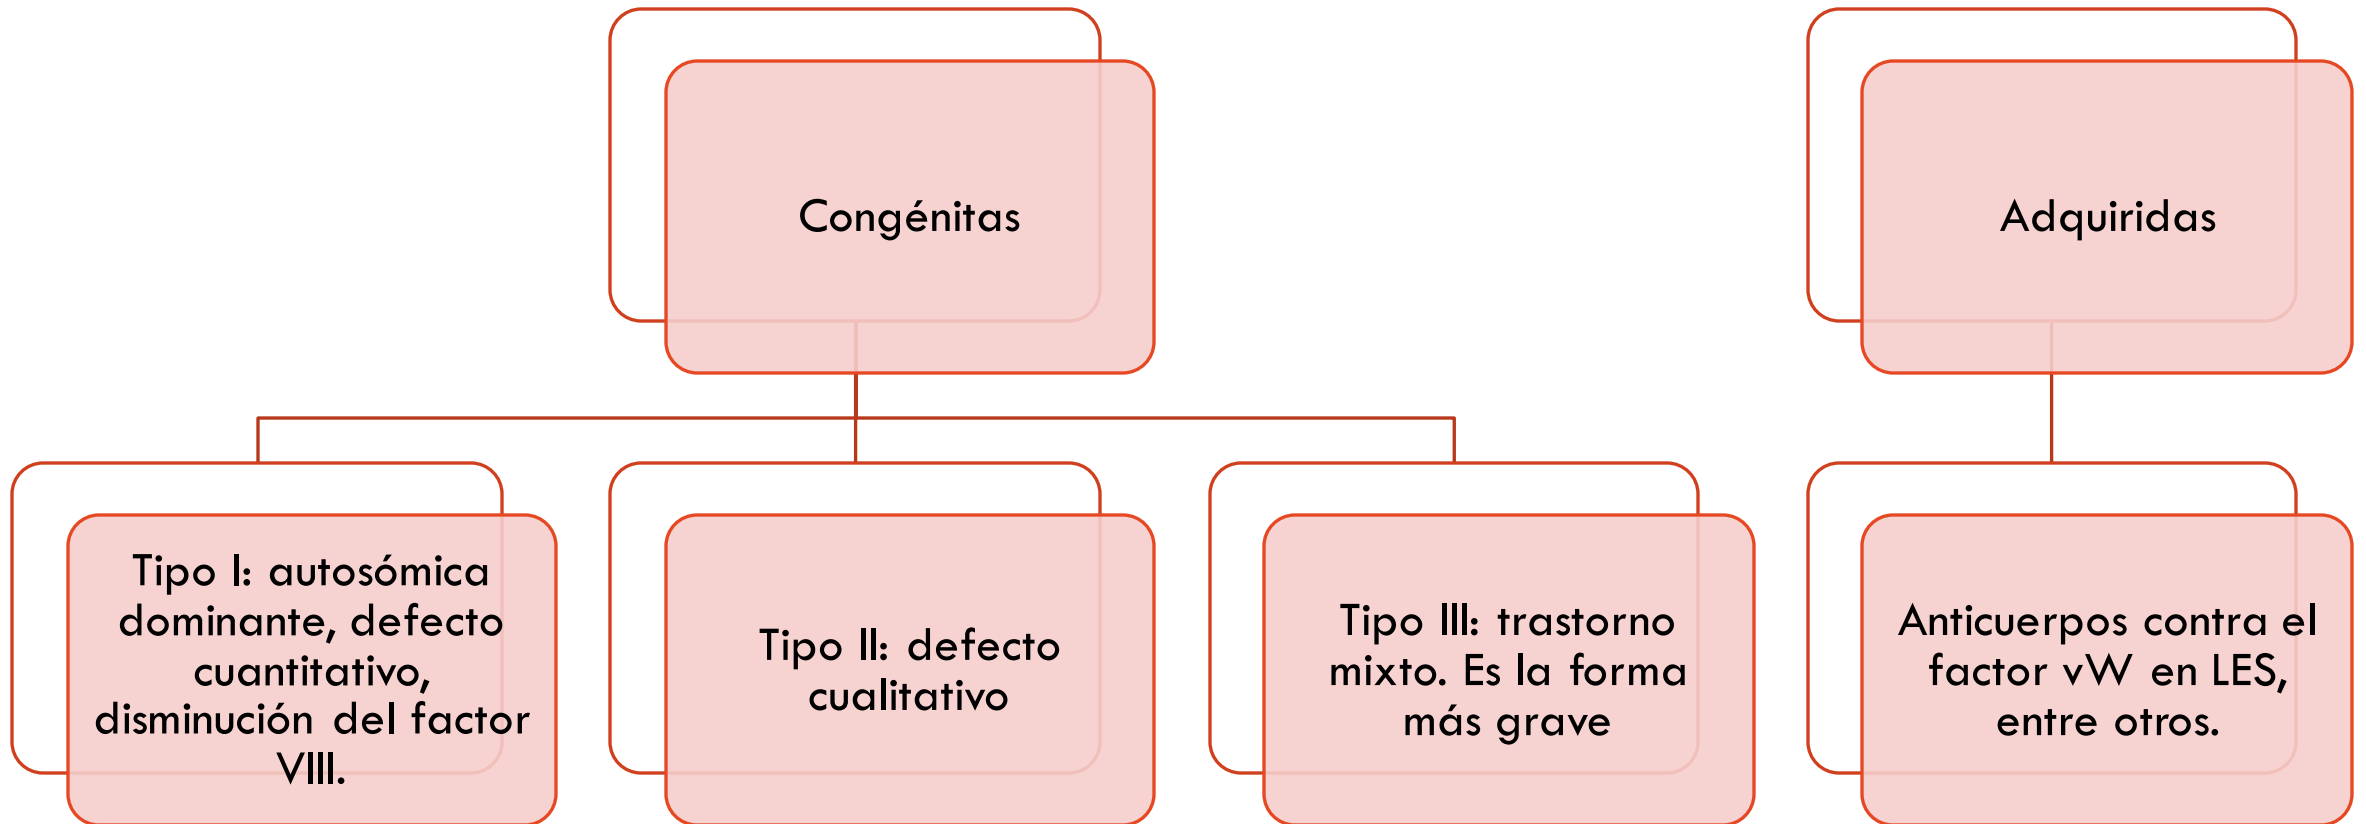 Congénitas
Adquiridas
Tipo I: autosómica
dominante, defecto
cuantitativo,
disminución del factor
VIII.
Tipo II: defecto
cualitativo
Tipo III: trastorno
mixto. Es la forma
más grave
Anticuerpos contra el
factor vW en LES,
entre otros.